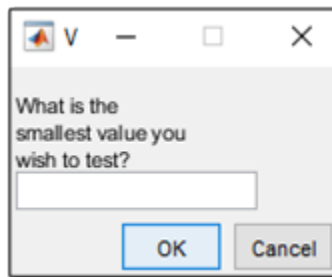 V
What is the
smallest value you
wish to test?
OK
Cancel